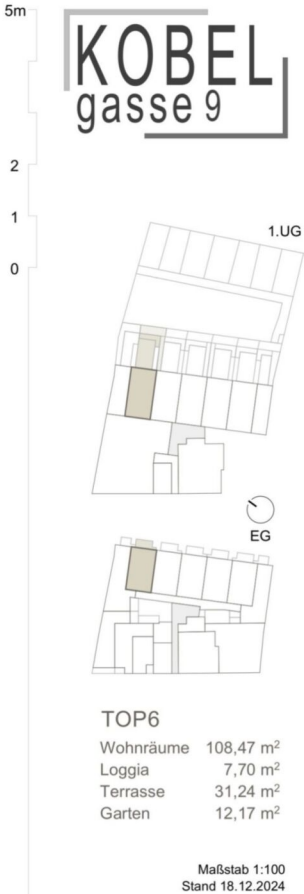 5m
KOBEL
gasse 9
2
1
0
1.UG
EG
TOP6
Wohnräume 108,47 m²
Loggia 7,70 m²
Terrasse 31,24 m²
Garten 12,17 m²
Maßstab 1:100
Stand 18.12.2024